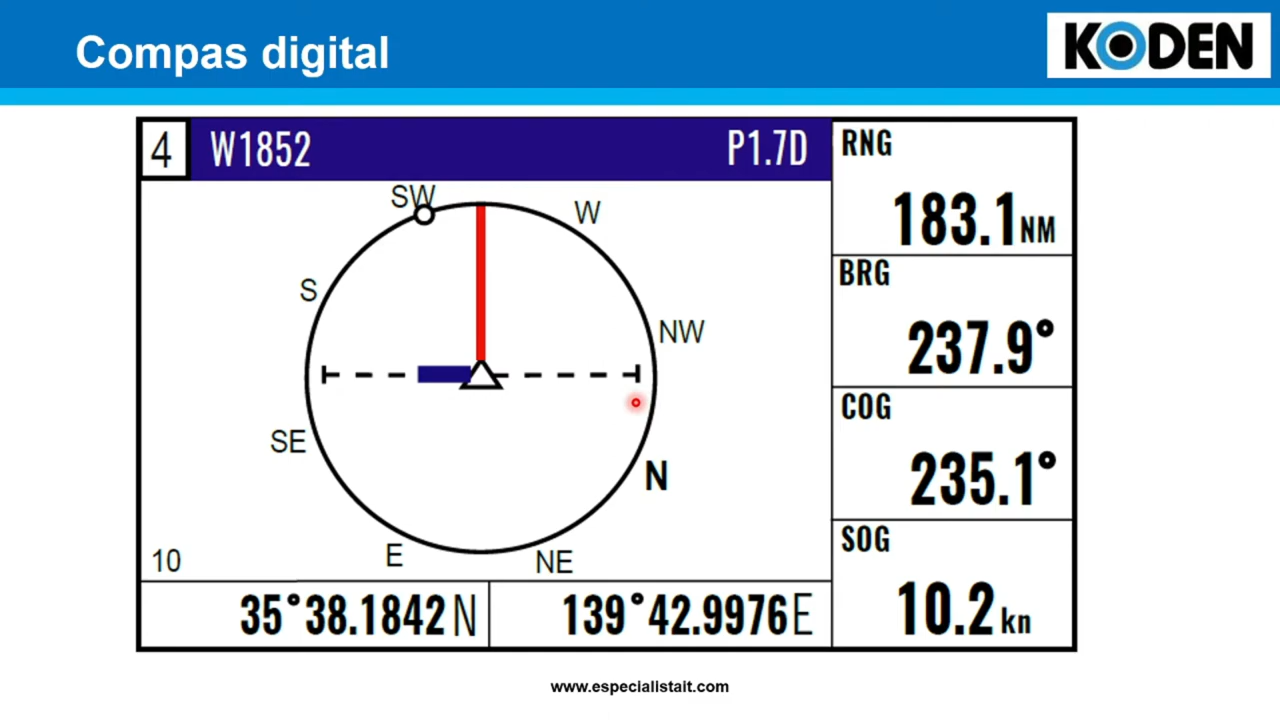 Compas digital
KODEN
4 W1852 P1.7D
RNG
183.1NM
BRG
237.9°
COG
235.1°
SOG
10.2kn
SW
W
S
NW
SE
N
E
NE
10
35°38.1842N 139°42.9976E
www.especialistait.com